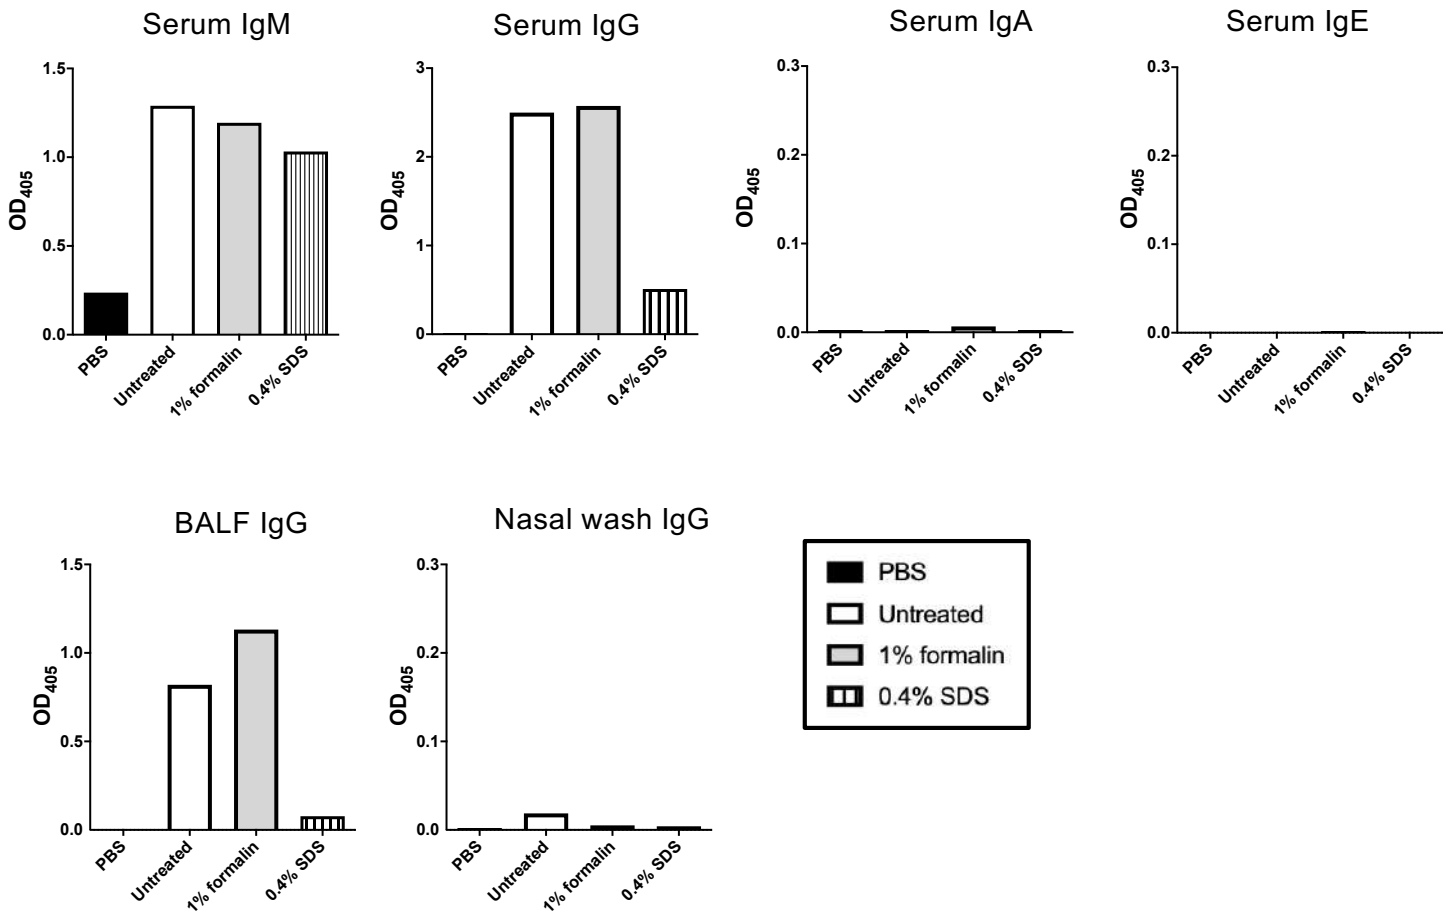 Serum IgM
1.5
1.0
0.5
0.0
OD405
PBS
Untreated
1% formalin
0.4% SDS
Serum IgG
3
2
1
0
OD405
PBS
Untreated
1% formalin
0.4% SDS
Serum IgA
0.3
0.2
0.1
0.0
OD405
PBS
Untreated
1% formalin
0.4% SDS
Serum IgE
0.3
0.2
0.1
0.0
OD405
PBS
Untreated
1% formalin
0.4% SDS
BALF IgG
1.5
1.0
0.5
0.0
OD405
PBS
Untreated
1% formalin
0.4% SDS
Nasal wash IgG
0.3
0.2
0.1
0.0
OD405
PBS
Untreated
1% formalin
0.4% SDS
PBS
Untreated
1% formalin
0.4% SDS